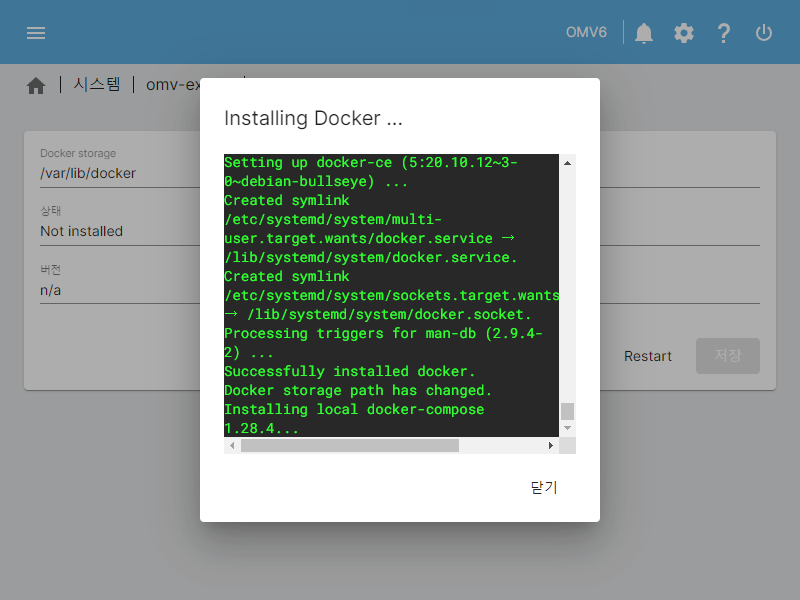 OMV6
시스템
omv-ex
Installing Docker ...
Docker storage
/var/lib/docker
상태
Not installed
버전
n/a
Setting up docker-ce (5:20.10.12~3-
0~debian-bullseye) ...
Created symlink
/etc/systemd/system/multi-
user.target.wants/docker.service →
/lib/systemd/system/docker.service.
Created symlink
/etc/systemd/system/sockets.target.wants
→ /lib/systemd/system/docker.socket.
Processing triggers for man-db (2.9.4-
2) ...
Successfully installed docker.
Docker storage path has changed.
Installing local docker-compose
1.28.4...
Restart
저장
닫기